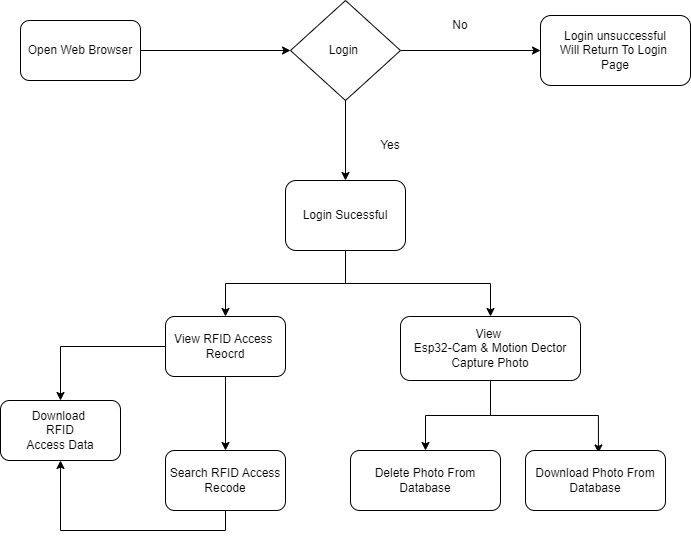 No
Open Web Browser
Login
Login unsuccessful
Will Return To Login
Page
Yes
Login Sucessful
View RFID Access
Reocrd
View
Esp32-Cam & Motion Dector
Capture Photo
Download
RFID
Access Data
Search RFID Access
Recode
Delete Photo From
Database
Download Photo From
Database